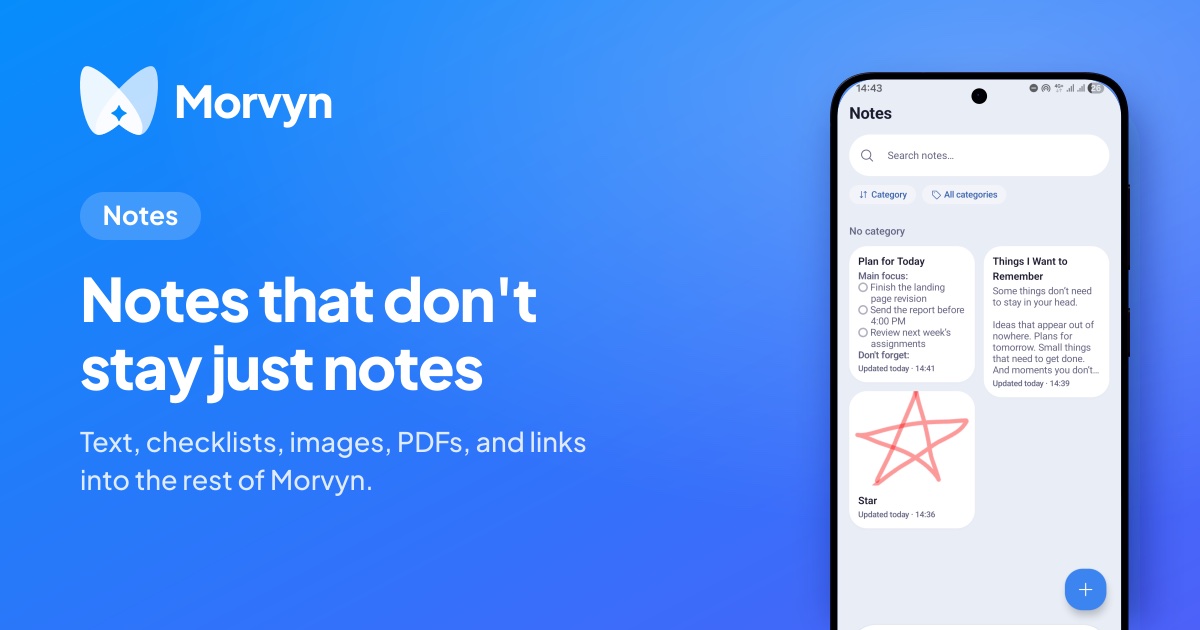 Morvyn
Notes
Notes that don't
stay just notes
Text, checklists, images, PDFs, and links
into the rest of Morvyn.
14:43
26
Notes
Search notes...
Category
All categories
No category
Plan for Today
Main focus:
Finish the landing
page revision
Send the report before
4:00 PM
Review next week's
assignments
Don't forget:
Updated today · 14:41
Things I Want to
Remember
Some things don't need
to stay in your head.
Ideas that appear out of
nowhere. Plans for
tomorrow. Small things
that need to get done.
And moments you don't...
Updated today · 14:39
Star
Updated today · 14:36